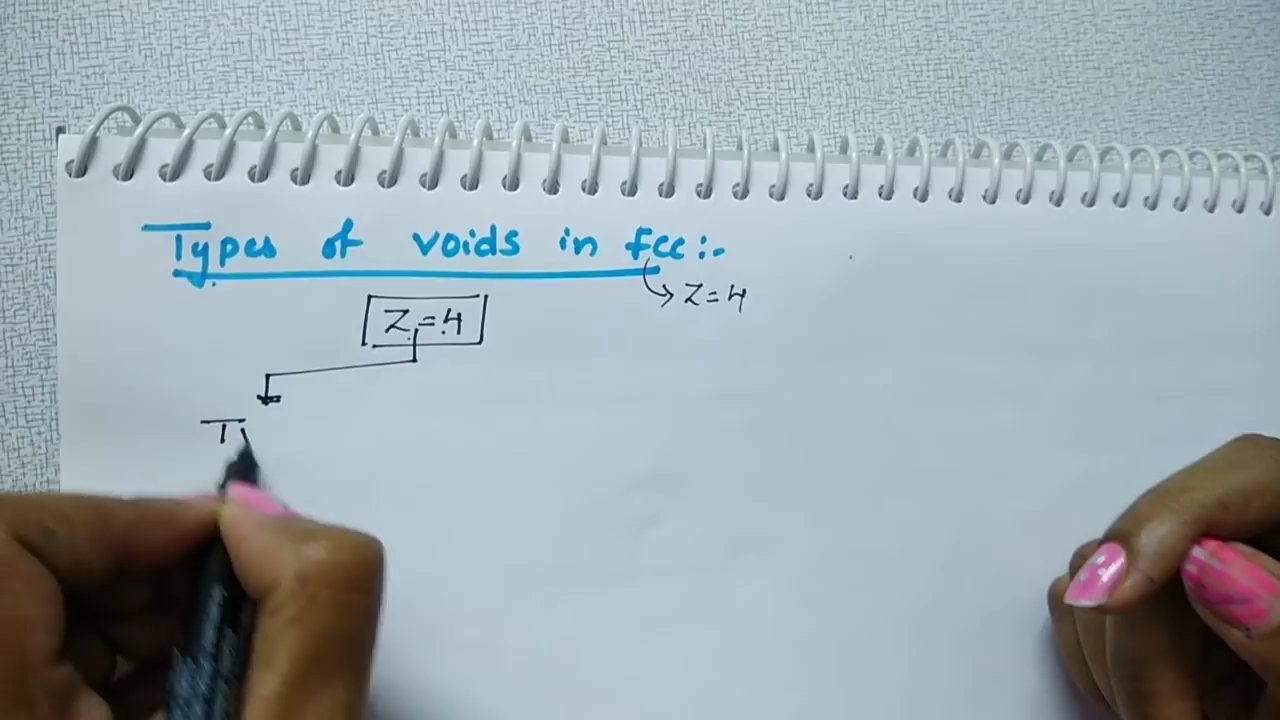 Types of voids in fcc:-
Z=4
Z=4